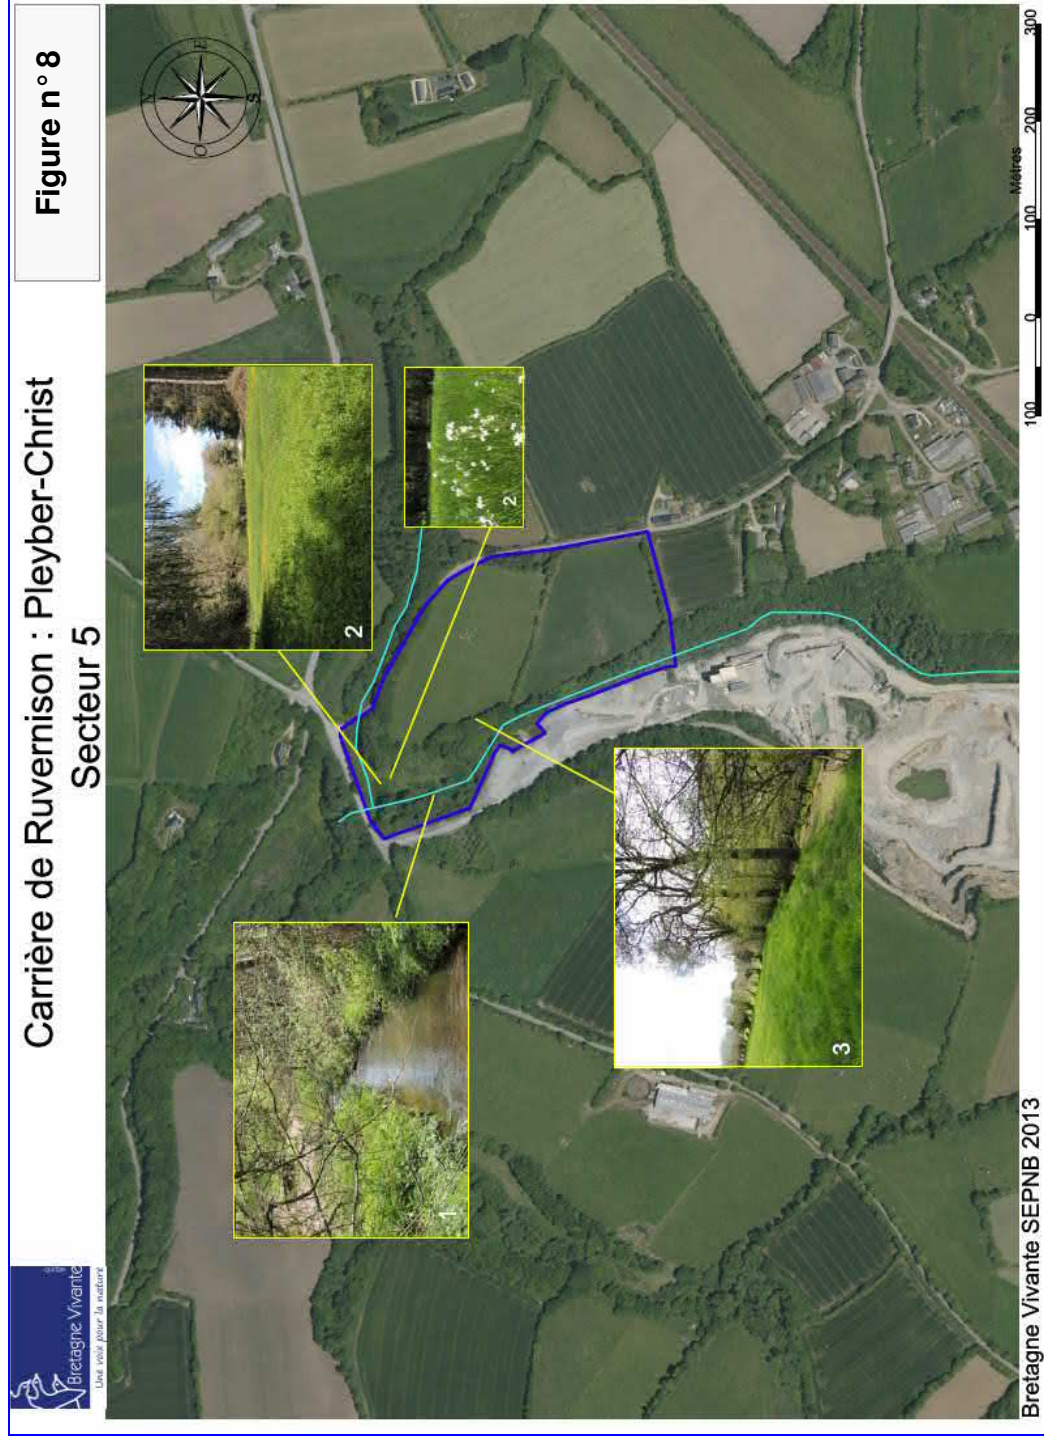 Figure n°8
Carrière de Ruvernison : Pleyber-Christ
Secteur 5
Bretagne Vivante
Une voix pour la nature
N
E
S
O
2
2
1
3
100 0 100 200 300
Mètres
Bretagne Vivante SEPNB 2013